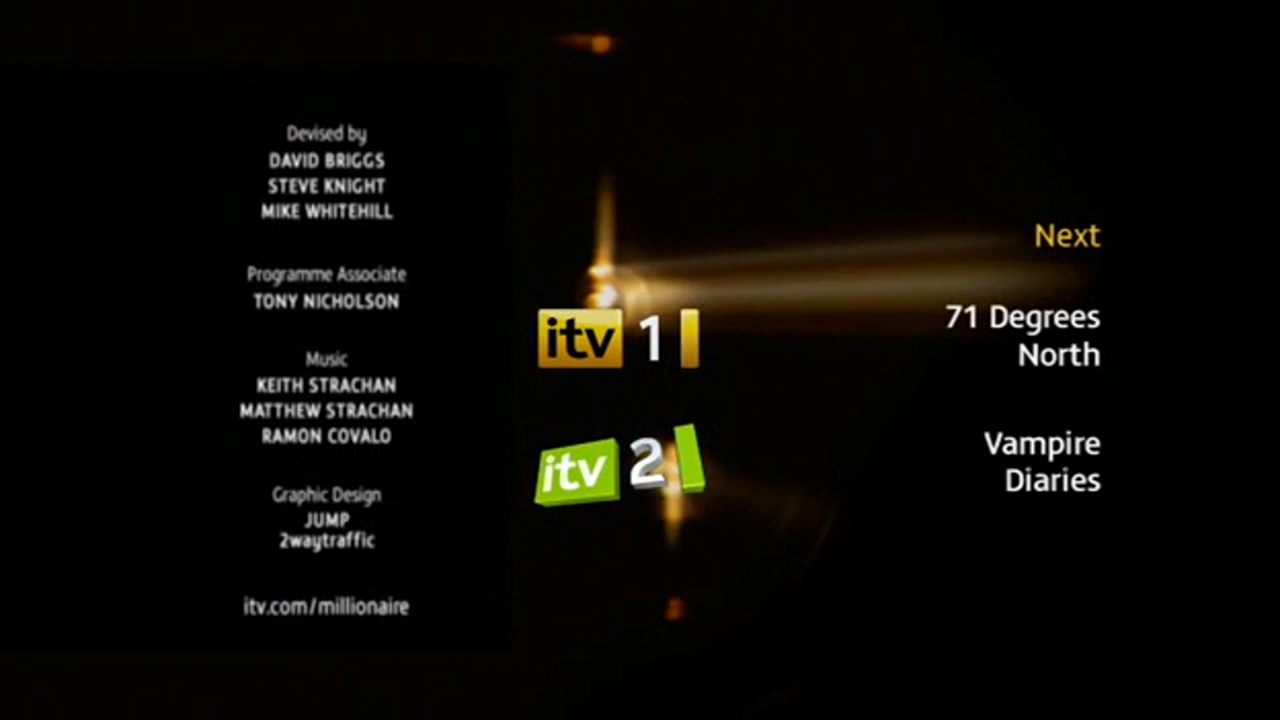 Devised by
DAVID BRIGGS
STEVE KNIGHT
MIKE WHITEHILL
Programme Associate
TONY NICHOLSON
Music
KEITH STRACHAN
MATTHEW STRACHAN
RAMON COVALO
Graphic Design
JUMP
2waytraffic
itv.com/millionaire
Next
itv 1
71 Degrees
North
itv 2
Vampire
Diaries